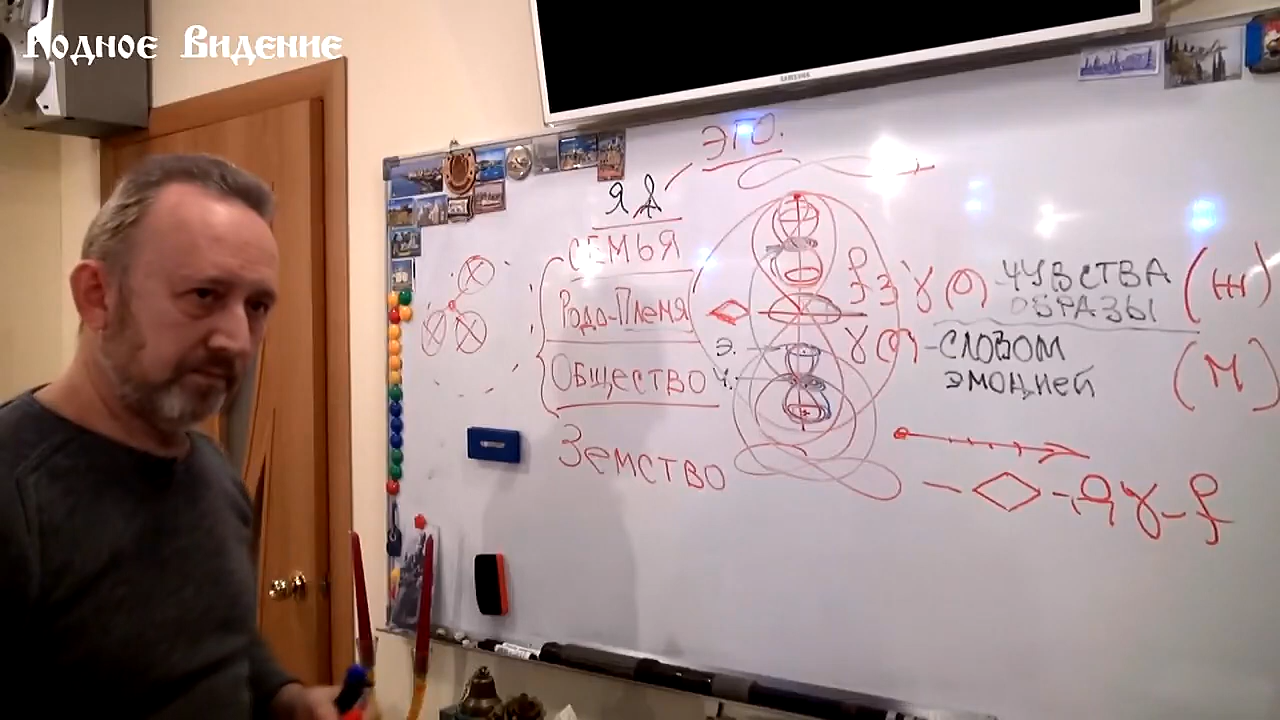 Родное Видение
SAMSUNG
ЭГО.
Я
СЕМЬЯ
Родо-Племя
Общество
Земство
Э.
Ч.
ЧУВСТВА
ОБРАЗЫ
(Ж)
СЛОВОМ
ЭМОЦИЕЙ
(М)